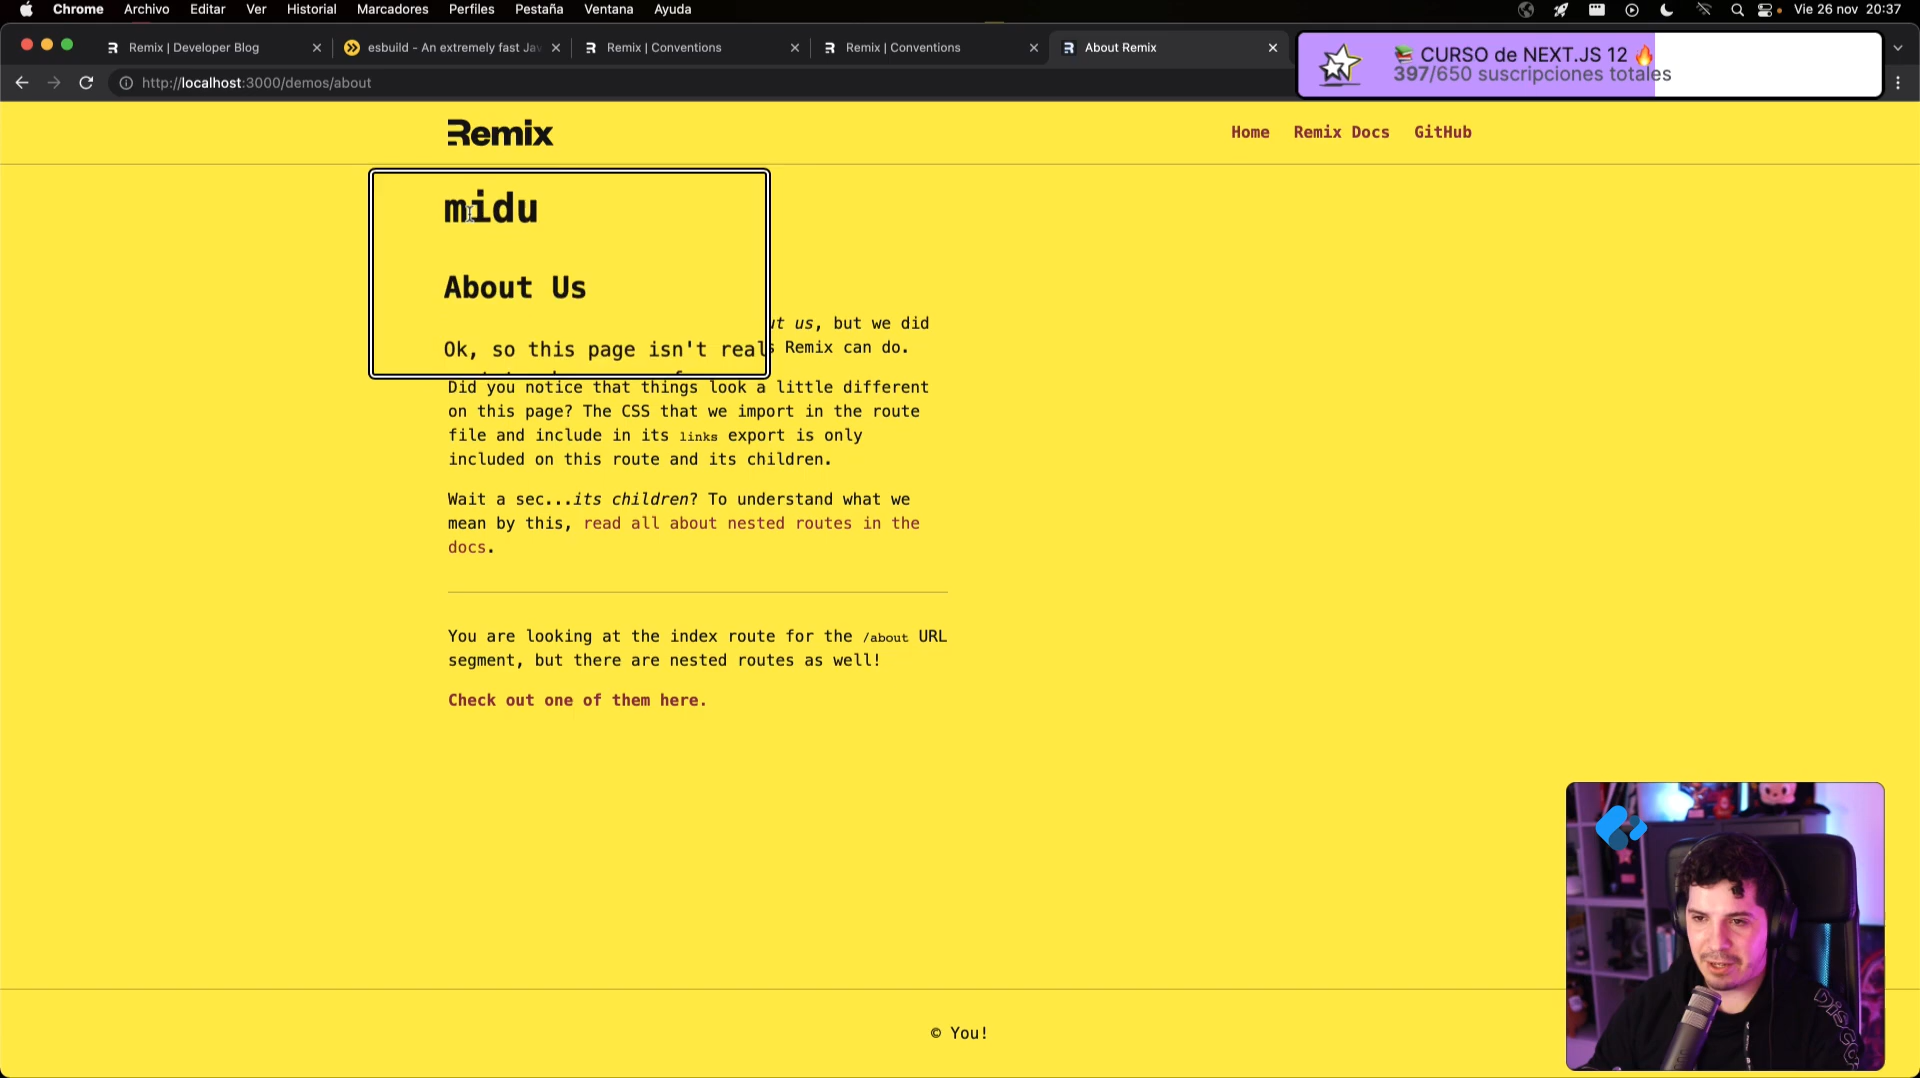 Chrome Archivo Editar Ver Historial Marcadores Perfiles Pestaña Ventana Ayuda Vie 26 nov 20:37
Remix | Developer Blog esbuild - An extremely fast Jav Remix | Conventions Remix | Conventions About Remix
http://localhost:3000/demos/about
CURSO de NEXT.JS 12
397/650 suscripciones totales
Remix Home Remix Docs GitHub
midu
About Us
ut us, but we did
Ok, so this page isn't real
s Remix can do.
Did you notice that things look a little different
on this page? The CSS that we import in the route
file and include in its links export is only
included on this route and its children.
Wait a sec...its children? To understand what we
mean by this, read all about nested routes in the
docs.
You are looking at the index route for the /about URL
segment, but there are nested routes as well!
Check out one of them here.
© You!